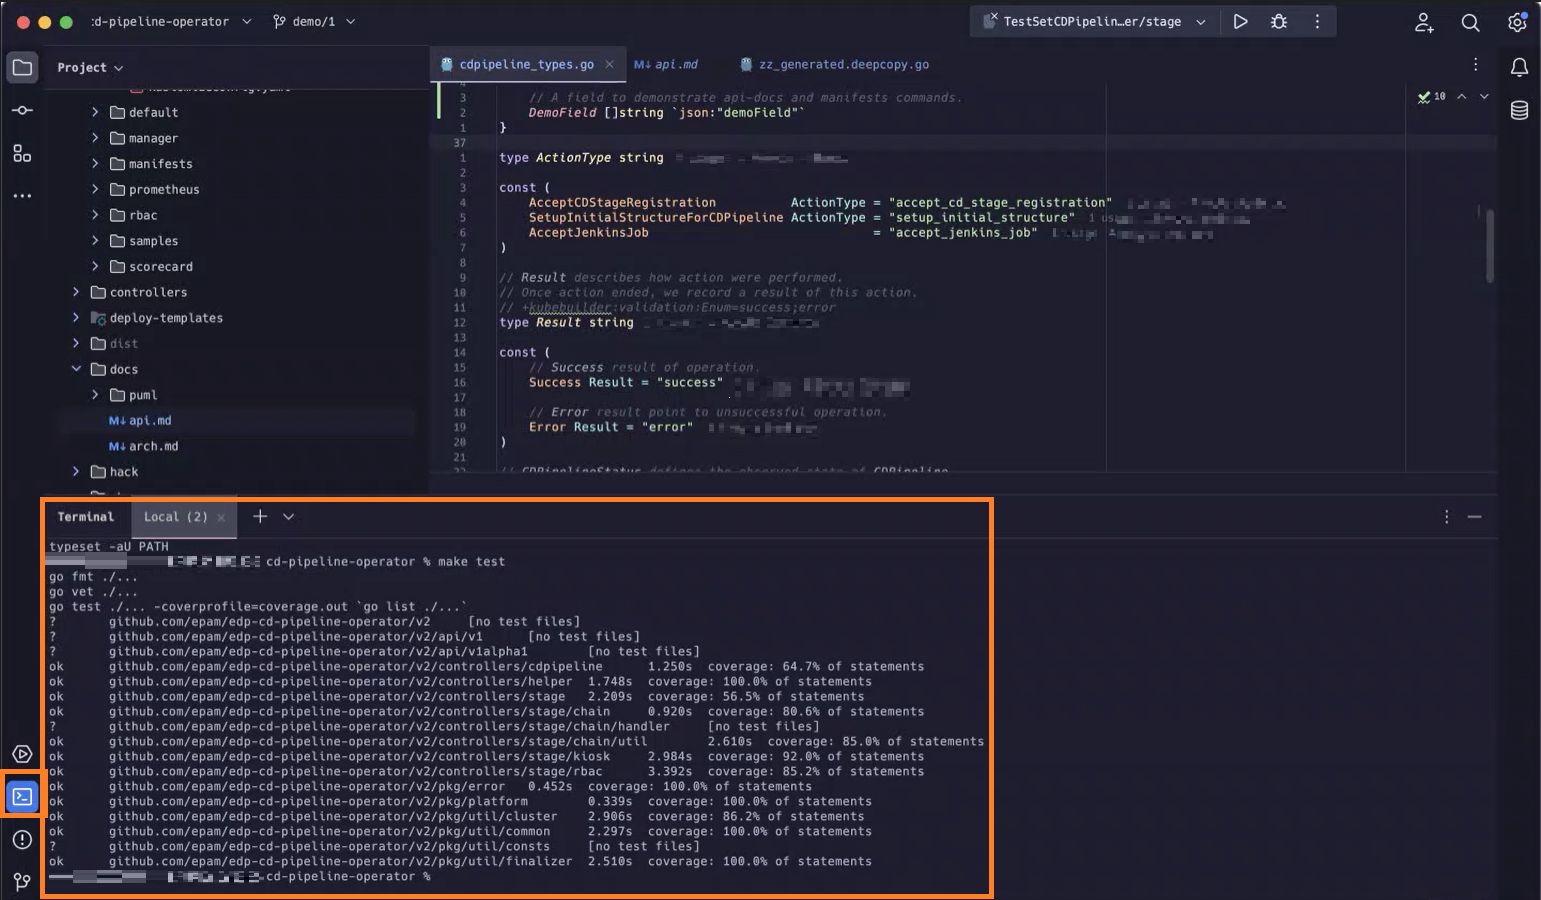 :d-pipeline-operator
demo/1
TestSetCDPipelin…er/stage
Project
cdpipeline_types.go
M↓ api.md
zz_generated.deepcopy.go
default
manager
manifests
prometheus
rbac
samples
scorecard
controllers
deploy-templates
dist
docs
puml
M↓ api.md
M↓ arch.md
hack
10
3 // A field to demonstrate api-docs and manifests commands.
2 DemoField []string `json:"demoField"`
1 }
37
1 type ActionType string
2
3 const (
4 AcceptCDStageRegistration ActionType = "accept_cd_stage_registration"
5 SetupInitialStructureForCDPipeline ActionType = "setup_initial_structure" 1
6 AcceptJenkinsJob = "accept_jenkins_job"
7 )
8
9 // Result describes how action were performed.
10 // Once action ended, we record a result of this action.
11 // +kubebuilder:validation:Enum=success;error
12 type Result string
13
14 const (
15 // Success result of operation.
16 Success Result = "success"
17
18 // Error result point to unsuccessful operation.
19 Error Result = "error"
20 )
21
22 // CDPipelineStatus defines the observed state of CDPipeline
Terminal
Local (2)
typeset -aU PATH
cd-pipeline-operator % make test
go fmt ./...
go vet ./...
go test ./... -coverprofile=coverage.out `go list ./...`
? github.com/epam/edp-cd-pipeline-operator/v2 [no test files]
? github.com/epam/edp-cd-pipeline-operator/v2/api/v1 [no test files]
? github.com/epam/edp-cd-pipeline-operator/v2/api/v1alpha1 [no test files]
ok github.com/epam/edp-cd-pipeline-operator/v2/controllers/cdpipeline 1.250s coverage: 64.7% of statements
ok github.com/epam/edp-cd-pipeline-operator/v2/controllers/helper 1.748s coverage: 100.0% of statements
ok github.com/epam/edp-cd-pipeline-operator/v2/controllers/stage 2.209s coverage: 56.5% of statements
ok github.com/epam/edp-cd-pipeline-operator/v2/controllers/stage/chain 0.920s coverage: 80.6% of statements
? github.com/epam/edp-cd-pipeline-operator/v2/controllers/stage/chain/handler [no test files]
ok github.com/epam/edp-cd-pipeline-operator/v2/controllers/stage/chain/util 2.610s coverage: 85.0% of statements
ok github.com/epam/edp-cd-pipeline-operator/v2/controllers/stage/kiosk 2.984s coverage: 92.0% of statements
ok github.com/epam/edp-cd-pipeline-operator/v2/controllers/stage/rbac 3.392s coverage: 85.2% of statements
ok github.com/epam/edp-cd-pipeline-operator/v2/pkg/error 0.452s coverage: 100.0% of statements
ok github.com/epam/edp-cd-pipeline-operator/v2/pkg/platform 0.339s coverage: 100.0% of statements
ok github.com/epam/edp-cd-pipeline-operator/v2/pkg/util/cluster 2.906s coverage: 86.2% of statements
ok github.com/epam/edp-cd-pipeline-operator/v2/pkg/util/common 2.297s coverage: 100.0% of statements
? github.com/epam/edp-cd-pipeline-operator/v2/pkg/util/consts [no test files]
ok github.com/epam/edp-cd-pipeline-operator/v2/pkg/util/finalizer 2.510s coverage: 100.0% of statements
cd-pipeline-operator %